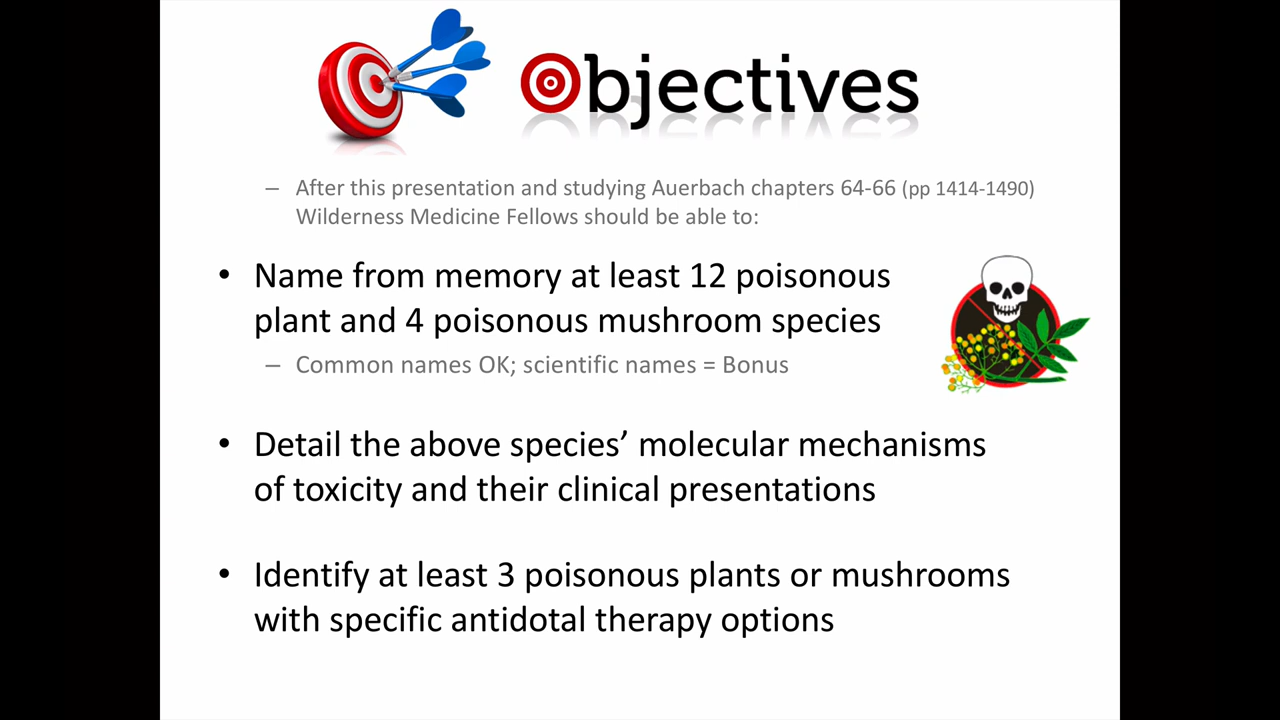 Objectives
– After this presentation and studying Auerbach chapters 64-66 (pp 1414-1490)
Wilderness Medicine Fellows should be able to:
• Name from memory at least 12 poisonous
plant and 4 poisonous mushroom species
– Common names OK; scientific names = Bonus
• Detail the above species’ molecular mechanisms
of toxicity and their clinical presentations
• Identify at least 3 poisonous plants or mushrooms
with specific antidotal therapy options